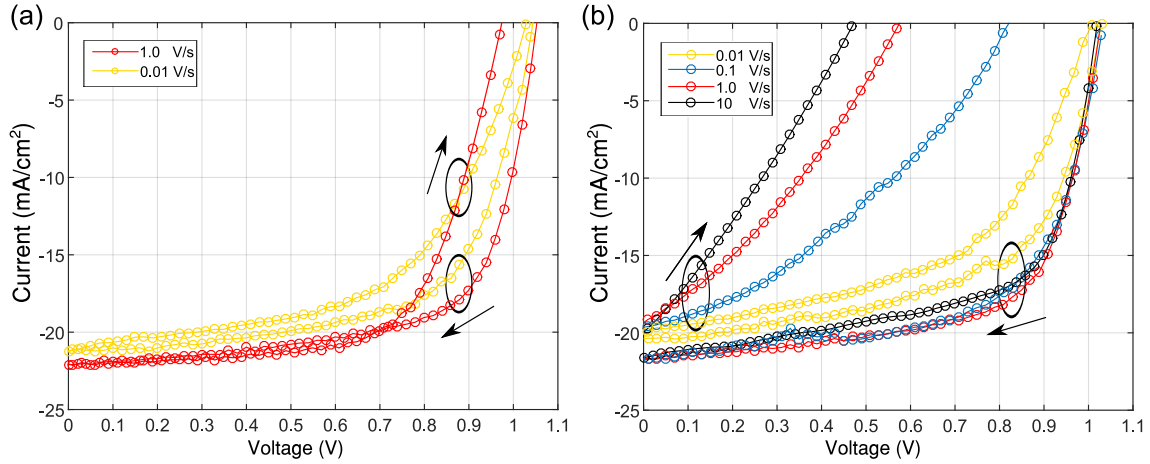 (a)
1.0 V/s
0.01 V/s
0
-5
-10
-15
-20
-25
Current (mA/cm²)
0 0.1 0.2 0.3 0.4 0.5 0.6 0.7 0.8 0.9 1 1.1
Voltage (V)
(b)
0.01 V/s
0.1 V/s
1.0 V/s
10 V/s
0
-5
-10
-15
-20
-25
Current (mA/cm²)
0 0.1 0.2 0.3 0.4 0.5 0.6 0.7 0.8 0.9 1 1.1
Voltage (V)